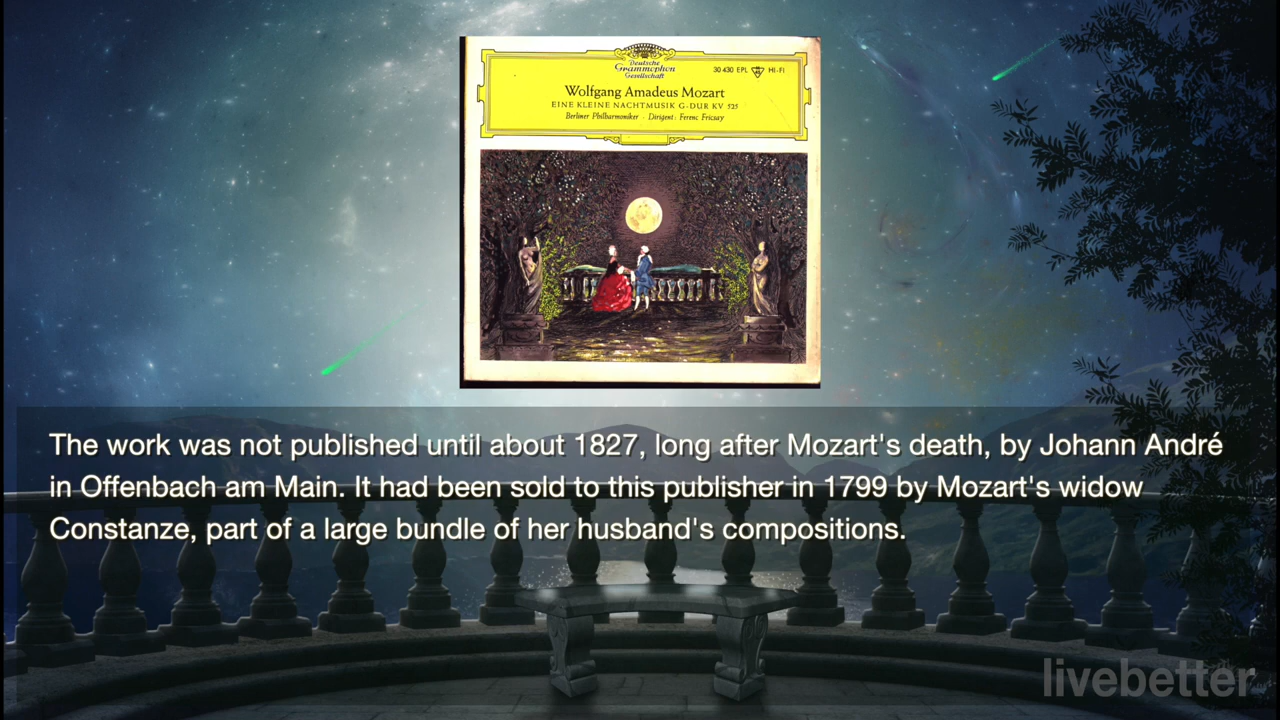 Deutsche
Grammophon
Gesellschaft
30 430 EPL HI-FI
Wolfgang Amadeus Mozart
EINE KLEINE NACHTMUSIK G-DUR KV 525
Berliner Philharmoniker · Dirigent: Ferenc Fricsay
The work was not published until about 1827, long after Mozart's death, by Johann André
in Offenbach am Main. It had been sold to this publisher in 1799 by Mozart's widow
Constanze, part of a large bundle of her husband's compositions.
livebetter